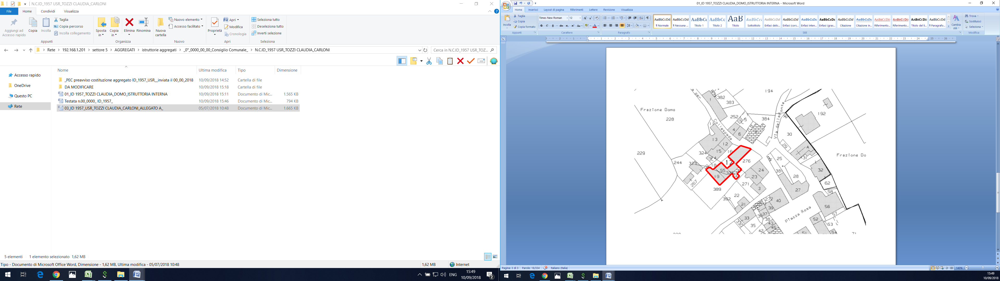 N.C.ID_1957 USR_TOZZI CLAUDIA_CARLONI
File
Home
Condividi
Visualizza
Aggiungi ad
Accesso rapido
Copia
Incolla
Taglia
Copia percorso
Incolla collegamento
Appunti
Sposta
in
Copia
in
Elimina
Rinomina
Organizza
Nuova
cartella
Nuovo elemento
Accesso facilitato
Nuovo
Proprietà
Apri
Modifica
Cronologia
Apri
Seleziona tutto
Deseleziona tutto
Inverti selezione
Seleziona
Rete
192.168.1.201
settore 5
AGGREGATI
istruttorie aggregati
_0°_0000_00_00_Consiglio Comunale_
N.C.ID_1957 USR_TOZZI CLAUDIA_CARLONI
Cerca in N.C.ID_1957 USR_TOZ...
Accesso rapido
OneDrive
Questo PC
Rete
Nome
Ultima modifica
Tipo
Dimensione
_PEC preavviso costituzione aggregato ID_1957_USR__inviata il 00_00_2018
10/09/2018 14:52
Cartella di file
DA MODIFICARE
10/09/2018 15:18
Cartella di file
01_ID 1957_TOZZI CLAUDIA_DOMO_ISTRUTTORIA INTERNA
10/09/2018 15:11
Documento di Mic...
1.565 KB
Testata n.00_0000_ ID_1957_
10/09/2018 15:46
Documento di Mic...
794 KB
03_ID 1957_USR_TOZZI CLAUDIA_CARLONI_ALLEGATO A_
05/07/2018 10:48
Documento di Mic...
1.665 KB
5 elementi
1 elemento selezionato 1,62 MB
Tipo - Documento di Microsoft Office Word, Dimensione - 1,62 MB, Ultima modifica - 05/07/2018 10:48
1,62 MB
Internet
ENG
15:49
10/09/2018
2
01_ID 1957_TOZZI CLAUDIA_DOMO_ISTRUTTORIA INTERNA - Microsoft Word
Home
Inserisci
Layout di pagina
Riferimenti
Lettere
Revisione
Visualizza
Incolla
Taglia
Copia
Copia formato
Appunti
Times New Roman
12
Carattere
Paragrafo
AaBbCcDd
¶ Normale
AaBbCcDd
¶ Nessuna ...
AaBbCc
Titolo 1
AaBbCc
Titolo 2
AaB
Titolo
AaBbCc
Sottotitolo
AaBbCcDd
Enfasi delic...
AaBbCcDd
Enfasi (cors...
AaBbCcDd
Enfasi inten...
AaBbCcDd
Enfasi (gras...
AaBbCcDd
Citazione
AaBbCcDd
Citazione in...
AaBbCcDd
Riferimento...
AaBbCcDd
Riferimento...
AaBbCcDd
Titolo del li...
AaBbCcDd
¶ Paragrafo...
Cambia
stili
Stili
Trova
Sostituisci
Seleziona
Modifica
194
382
383
Frazione Domo
228
252
5
384
192
Collespada
Via della Fonte
4
6
30
13
12
15
16
29
A
31
229
324
14
17
276
25
Frazione Do
244
323
18
55
19
24
381
32
23
28
267
271
62
389
3
27
58
22
392
272
40
21
39
56
37
Piazza Rosa
57
33
38
52
330
35
43
53
45
42
51
54
71
Pagina: 3 di 3
Parole: 18/334
Italiano (Italia)
140%
15:49
10/09/2018